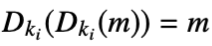 $D_{k_i}(D_{k_i}(m)) = m$